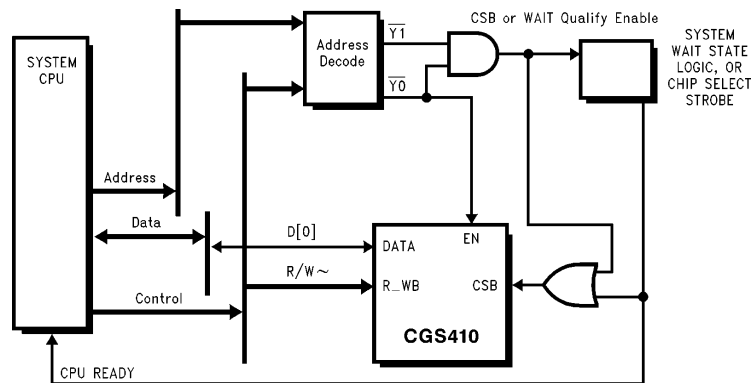 CSB or WAIT Qualify Enable
SYSTEM
CPU
Address
Decode
Y1
Y0
SYSTEM
WAIT STATE
LOGIC, OR
CHIP SELECT
STROBE
Address
Data
Control
D[0]
R/W~
DATA
EN
R_WB
CSB
CGS410
CPU READY